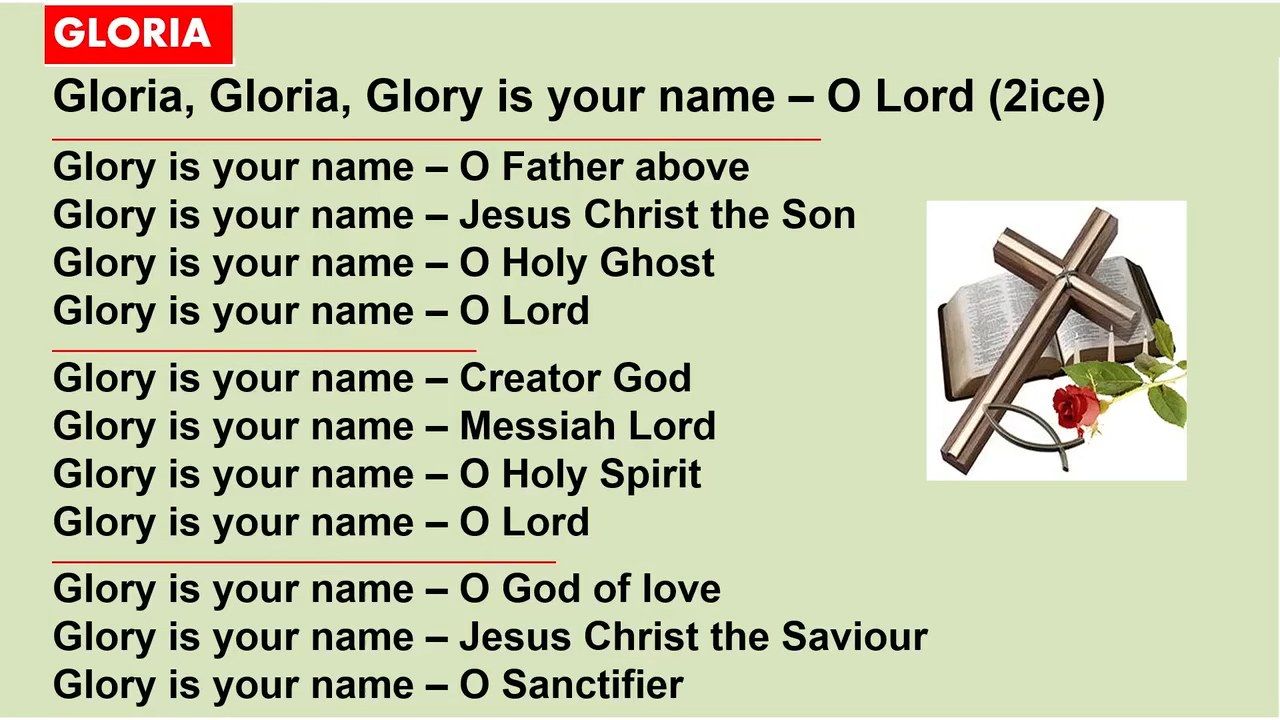 GLORIA
Gloria, Gloria, Glory is your name – O Lord (2ice)
Glory is your name – O Father above
Glory is your name – Jesus Christ the Son
Glory is your name – O Holy Ghost
Glory is your name – O Lord
Glory is your name – Creator God
Glory is your name – Messiah Lord
Glory is your name – O Holy Spirit
Glory is your name – O Lord
Glory is your name – O God of love
Glory is your name – Jesus Christ the Saviour
Glory is your name – O Sanctifier